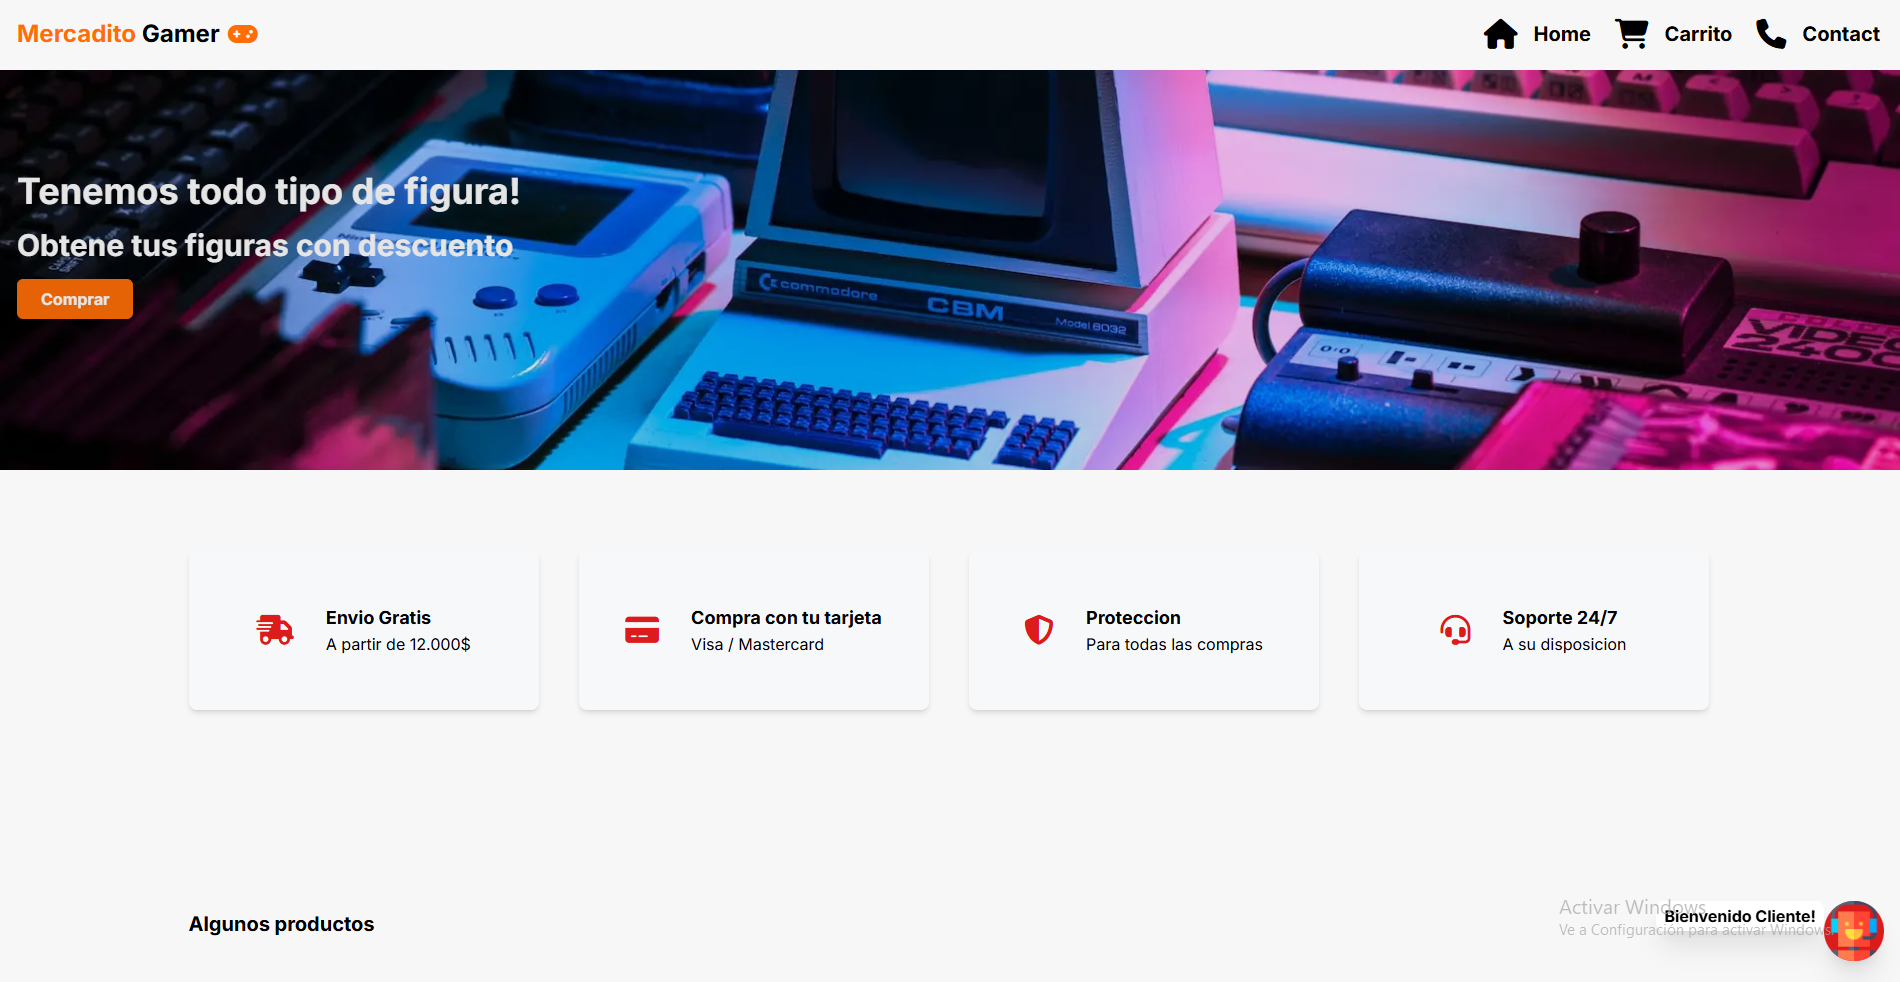 Mercadito Gamer
Home
Carrito
Contact
Tenemos todo tipo de figura!
Obtene tus figuras con descuento
Comprar
commodore
CBM
Model 8032
Envio Gratis
A partir de 12.000$
Compra con tu tarjeta
Visa / Mastercard
Proteccion
Para todas las compras
Soporte 24/7
A su disposicion
Algunos productos
Activar Windows
Ve a Configuración para activar Windows.
Bienvenido Cliente!